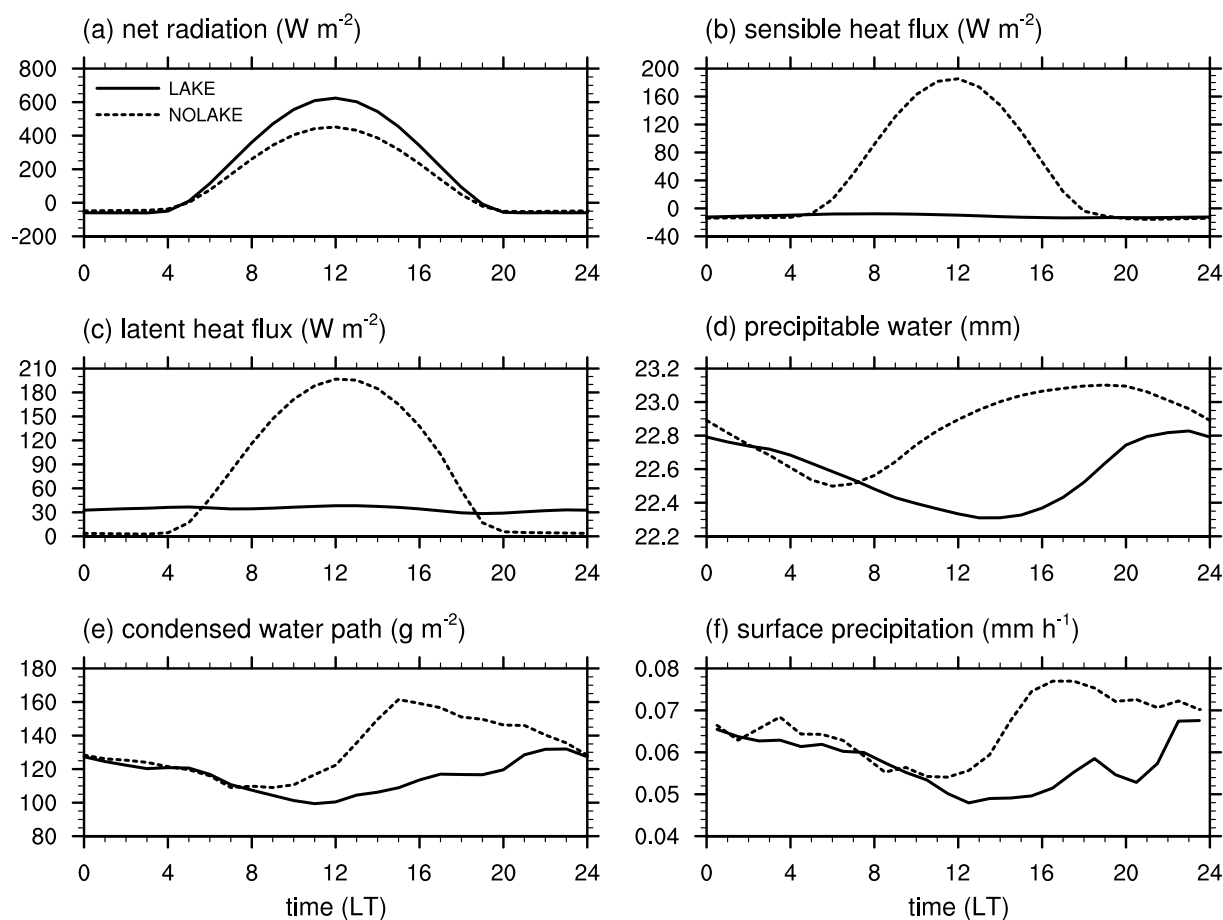 (a) net radiation (W m⁻²)
800
600
400
200
0
-200
LAKE
NOLAKE
0 4 8 12 16 20 24
(b) sensible heat flux (W m⁻²)
200
160
120
80
40
0
-40
0 4 8 12 16 20 24
(c) latent heat flux (W m⁻²)
210
180
150
120
90
60
30
0
0 4 8 12 16 20 24
(d) precipitable water (mm)
23.2
23.0
22.8
22.6
22.4
22.2
0 4 8 12 16 20 24
(e) condensed water path (g m⁻²)
180
160
140
120
100
80
0 4 8 12 16 20 24
time (LT)
(f) surface precipitation (mm h⁻¹)
0.08
0.07
0.06
0.05
0.04
0 4 8 12 16 20 24
time (LT)